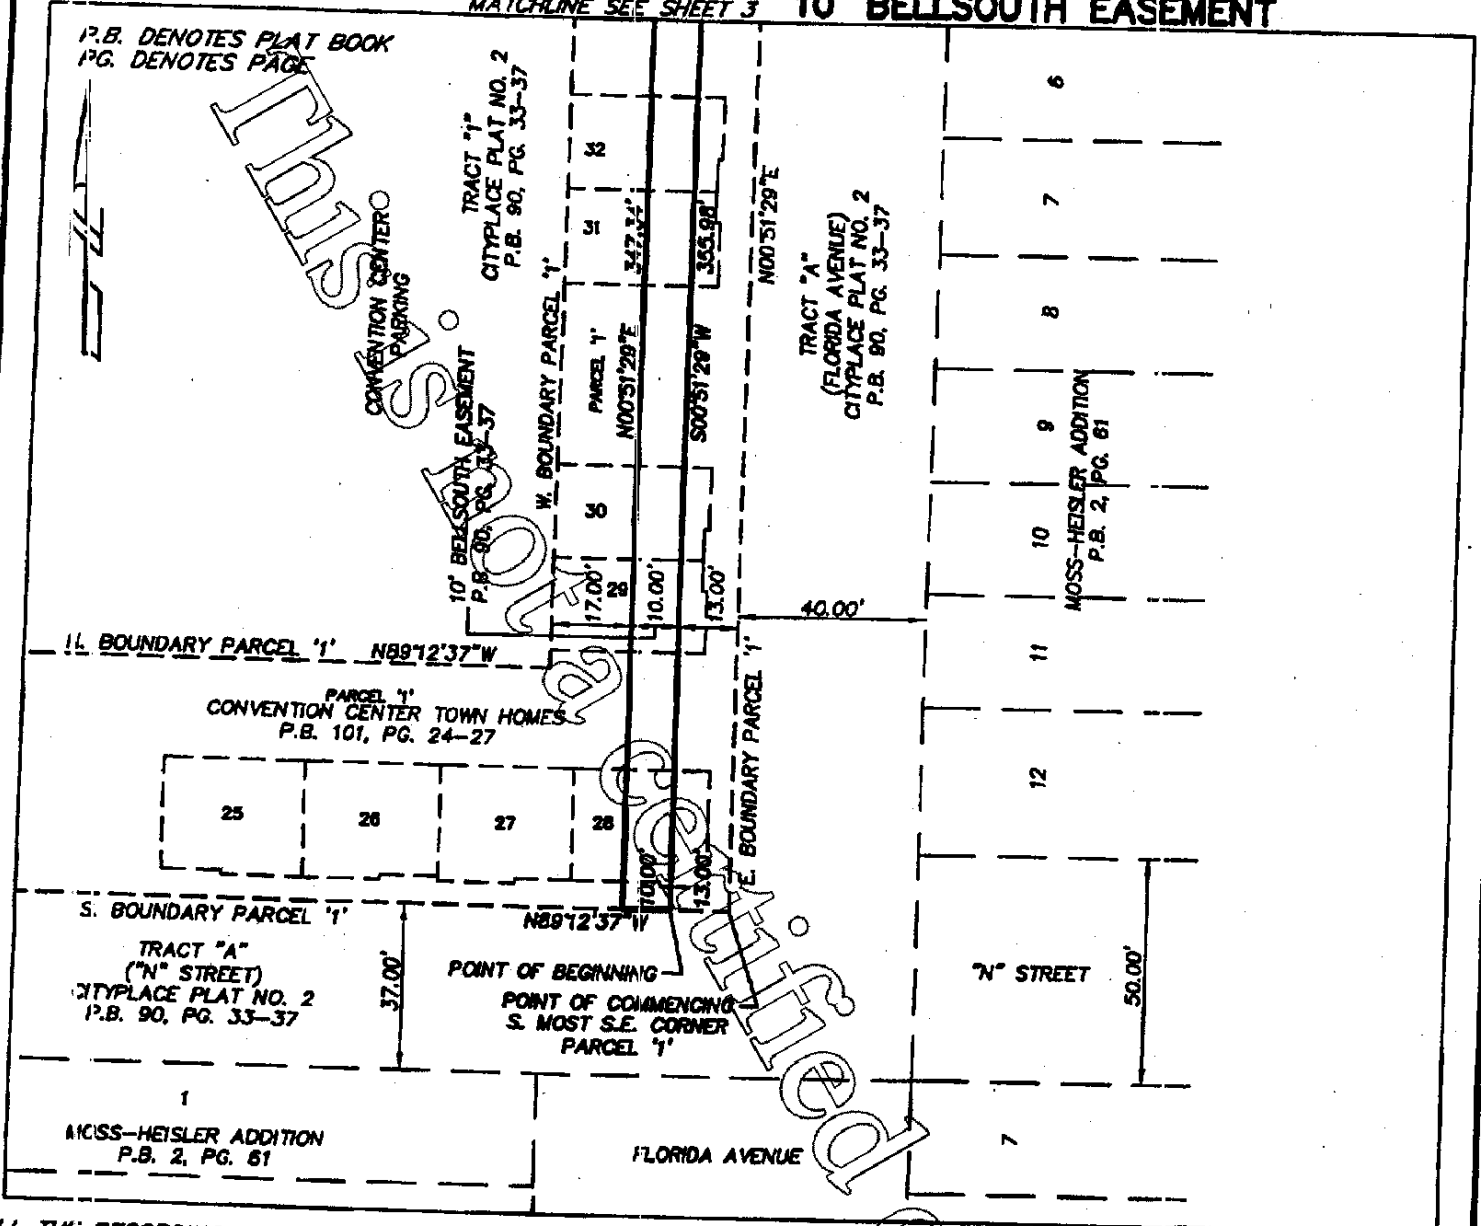 MATCHLINE SEE SHEET 3
10' BELLSOUTH EASEMENT
P.B. DENOTES PLAT BOOK
PG. DENOTES PAGE
This is not a certified
TRACT "1"
CITYPLACE PLAT NO. 2
P.B. 90, PG. 33-37
CONVENTION CENTER
PARKING
10' BELLSOUTH EASEMENT
P.B. 90, PG. 33-37
W. BOUNDARY PARCEL '1'
32
31
PARCEL '1'
30
29
347.34'
N00°51'29"E
355.98'
S00°51'29"W
N00°51'29"E
TRACT "A"
(FLORIDA AVENUE)
CITYPLACE PLAT NO. 2
P.B. 90, PG. 33-37
6
7
8
9
10
11
12
MOSS-HEISLER ADDITION
P.B. 2, PG. 61
17.00'
10.00'
13.00'
40.00'
BOUNDARY PARCEL '1' N89°12'37"W
PARCEL '1'
CONVENTION CENTER TOWN HOMES
P.B. 101, PG. 24-27
E. BOUNDARY PARCEL '1'
25
26
27
28
10.00'
13.00'
S. BOUNDARY PARCEL '1'
N89°12'37"W
TRACT "A"
("N" STREET)
CITYPLACE PLAT NO. 2
P.B. 90, PG. 33-37
37.00'
POINT OF BEGINNING
POINT OF COMMENCING
S. MOST S.E. CORNER
PARCEL '1'
"N" STREET
50.00'
1
MOSS-HEISLER ADDITION
P.B. 2, PG. 61
FLORIDA AVENUE
7